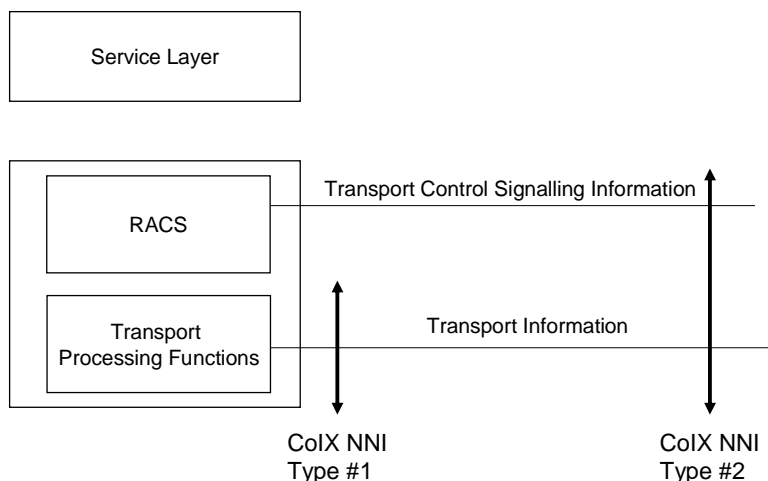 Service Layer
Transport Control Signalling Information
RACS
Transport Information
Transport
Processing Functions
CoIX NNI
Type #1
CoIX NNI
Type #2